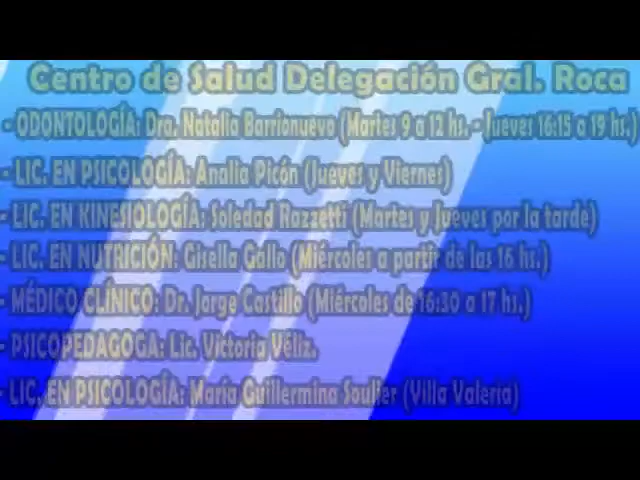 Centro de Salud Delegación Gral. Roca
- ODONTOLOGÍA: Dra. Natalia Barrionuevo (Martes 9 a 12 hs. - Jueves 16:15 a 19 hs.)
- LIC. EN PSICOLOGÍA: Analía Picón (Jueves y Viernes)
- LIC. EN KINESIOLOGÍA: Soledad Razzetti (Martes y Jueves por la tarde)
- LIC. EN NUTRICIÓN: Gisella Gallo (Miércoles a partir de las 16 hs.)
- MÉDICO CLÍNICO: Dr. Jorge Castillo (Miércoles de 16:30 a 17 hs.)
- PSICOPEDAGOGA: Lic. Victoria Véliz.
- LIC. EN PSICOLOGÍA: María Guillermina Soulier (Villa Valeria)